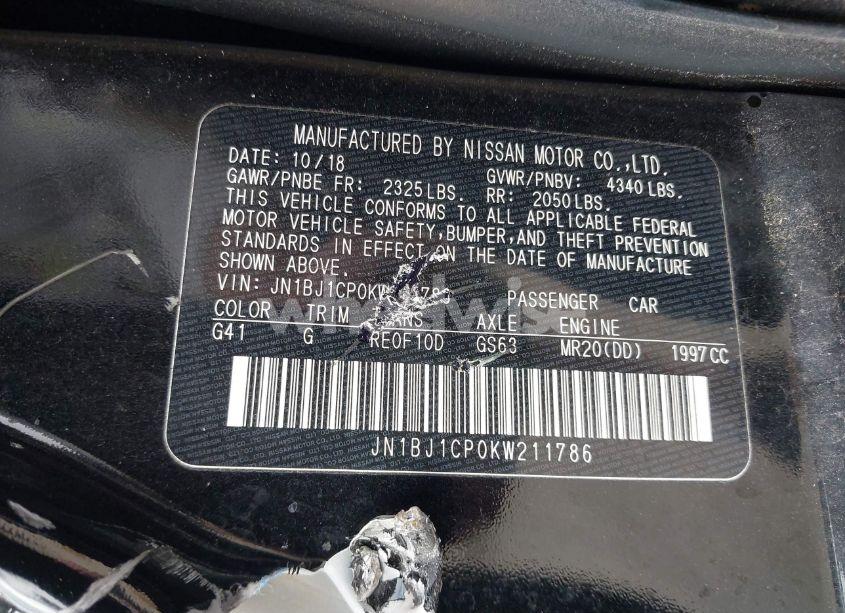 MANUFACTURED BY NISSAN MOTOR CO.,LTD.
DATE: 10/18 GVWR/PNBV: 4340 LBS.
GAWR/PNBE FR: 2325 LBS. RR: 2050 LBS.
THIS VEHICLE CONFORMS TO ALL APPLICABLE FEDERAL
MOTOR VEHICLE SAFETY, BUMPER, AND THEFT PREVENTION
STANDARDS IN EFFECT ON THE DATE OF MANUFACTURE
SHOWN ABOVE.
VIN: PASSENGER CAR
COLOR TRIM AXLE ENGINE
G41 G RE0F10D GS63 MR20(DD) 1997CC
JN1BJ1CP0KW211786